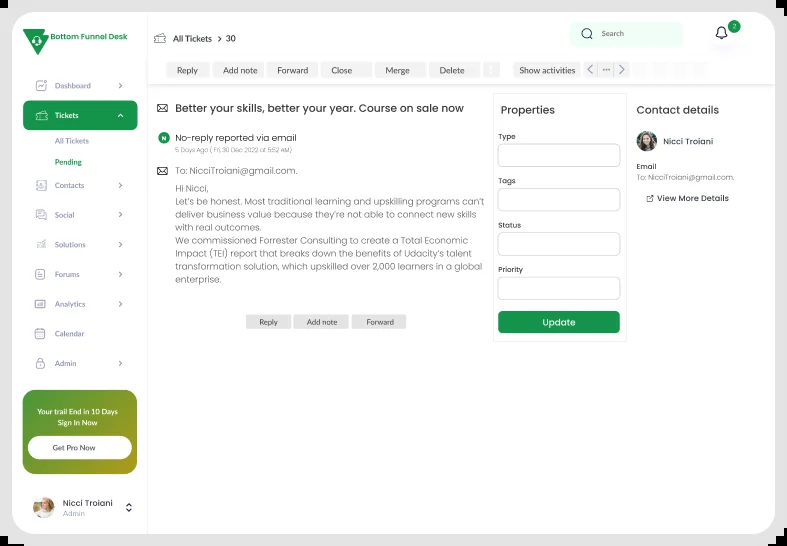 Bottom Funnel Desk
All Tickets > 30
Search
2
Reply Add note Forward Close Merge Delete Show activities
Dashboard
Tickets
All Tickets
Pending
Contacts
Social
Solutions
Forums
Analytics
Calendar
Admin
Your trail End in 10 Days
Sign In Now
Get Pro Now
Nicci Troiani
Admin
Better your skills, better your year. Course on sale now
N
No-reply reported via email
5 Days Ago ( Fri, 30 Dec 2022 at 5:52 AM)
To: NicciTroiani@gmail.com.
Hi Nicci,
Let's be honest. Most traditional learning and upskilling programs can't
deliver business value because they're not able to connect new skills
with real outcomes.
We commissioned Forrester Consulting to create a Total Economic
Impact (TEI) report that breaks down the benefits of Udacity's talent
transformation solution, which upskilled over 2,000 learners in a global
enterprise.
Reply Add note Forward
Properties
Type
Tags
Status
Priority
Update
Contact details
Nicci Troiani
Email
To: NicciTroiani@gmail.com.
View More Details